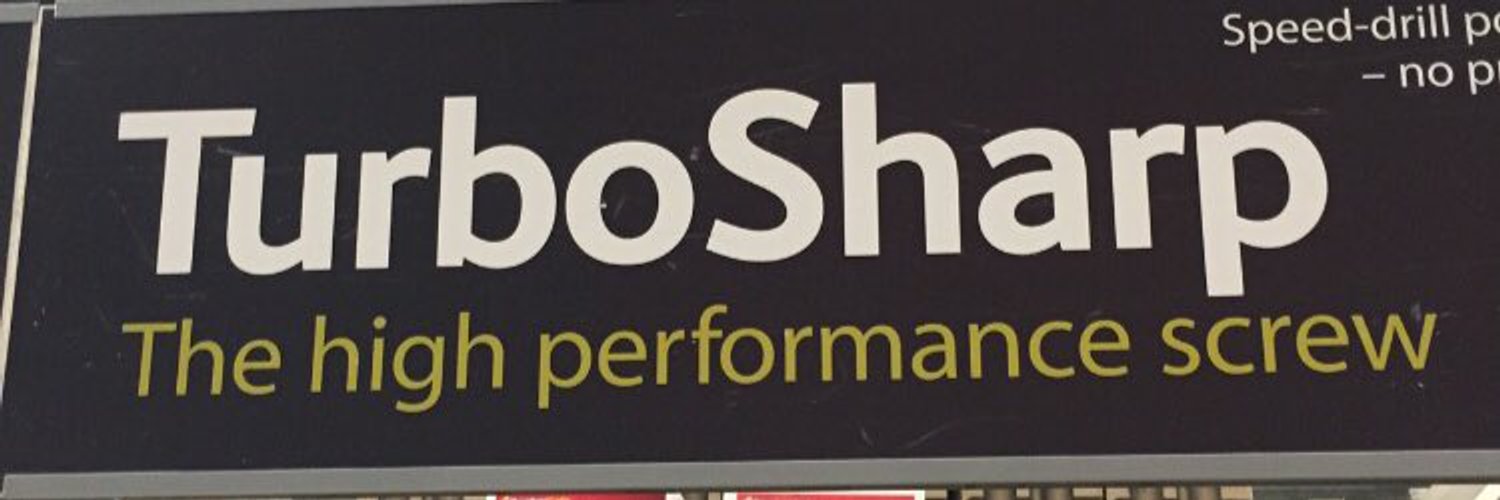 Speed-drill
– no
TurboSharp
The high performance screw